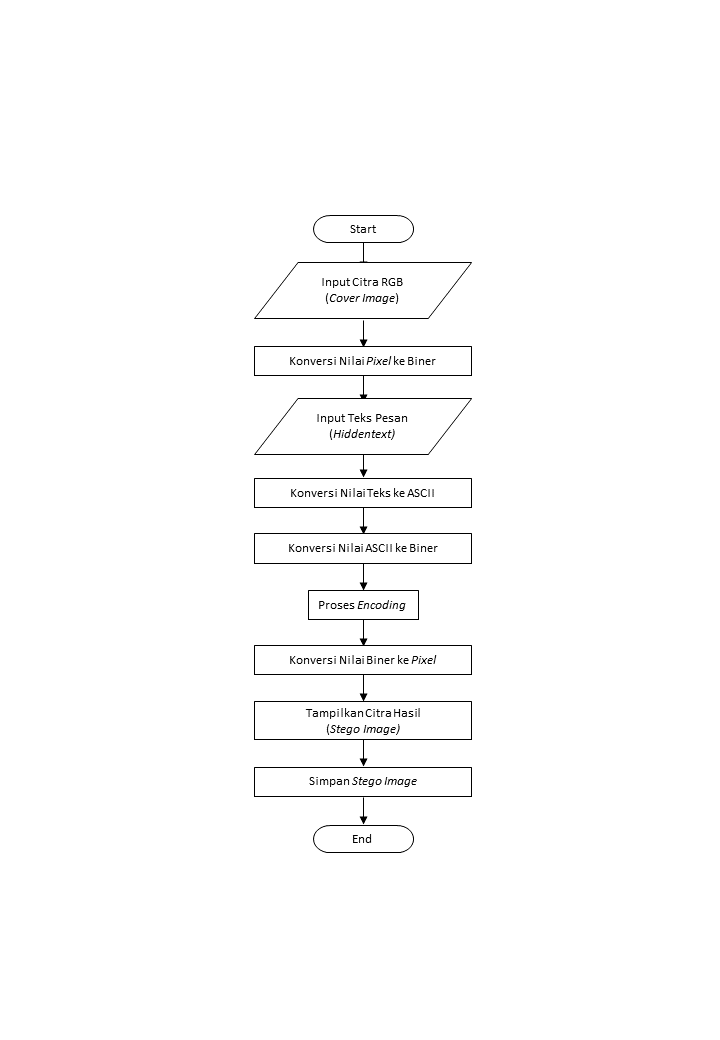 Start
Input Citra RGB
(Cover Image)
Konversi Nilai Pixel ke Biner
Input Teks Pesan
(Hiddentext)
Konversi Nilai Teks ke ASCII
Konversi Nilai ASCII ke Biner
Proses Encoding
Konversi Nilai Biner ke Pixel
Tampilkan Citra Hasil
(Stego Image)
Simpan Stego Image
End